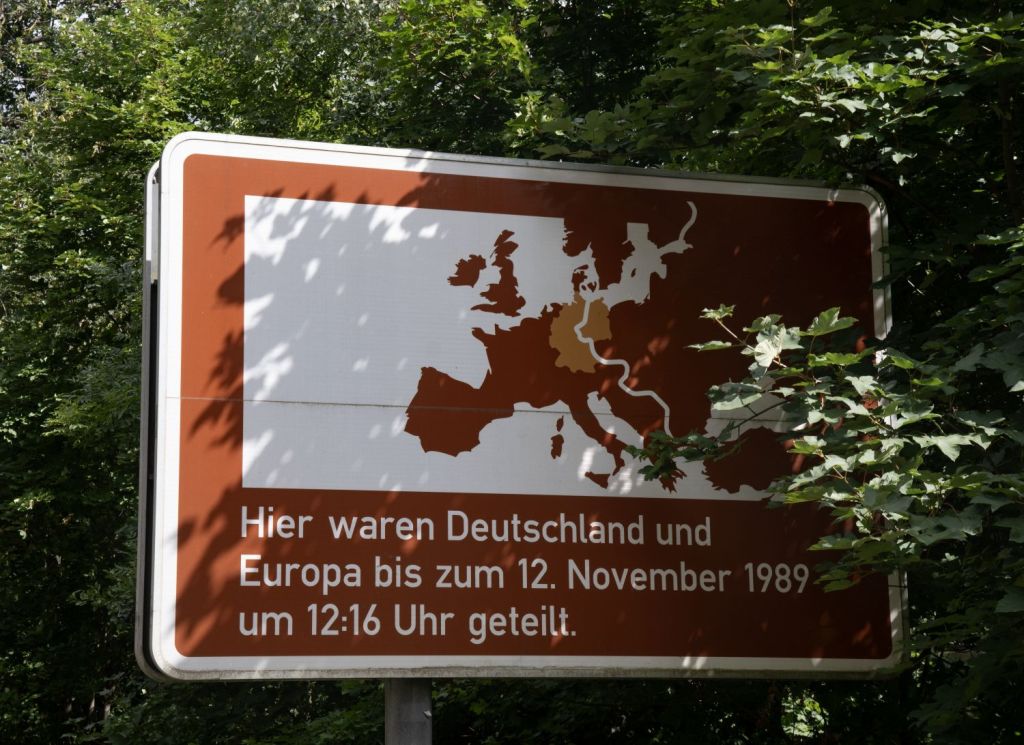 Hier waren Deutschland und
Europa bis zum 12. November 1989
um 12:16 Uhr geteilt.